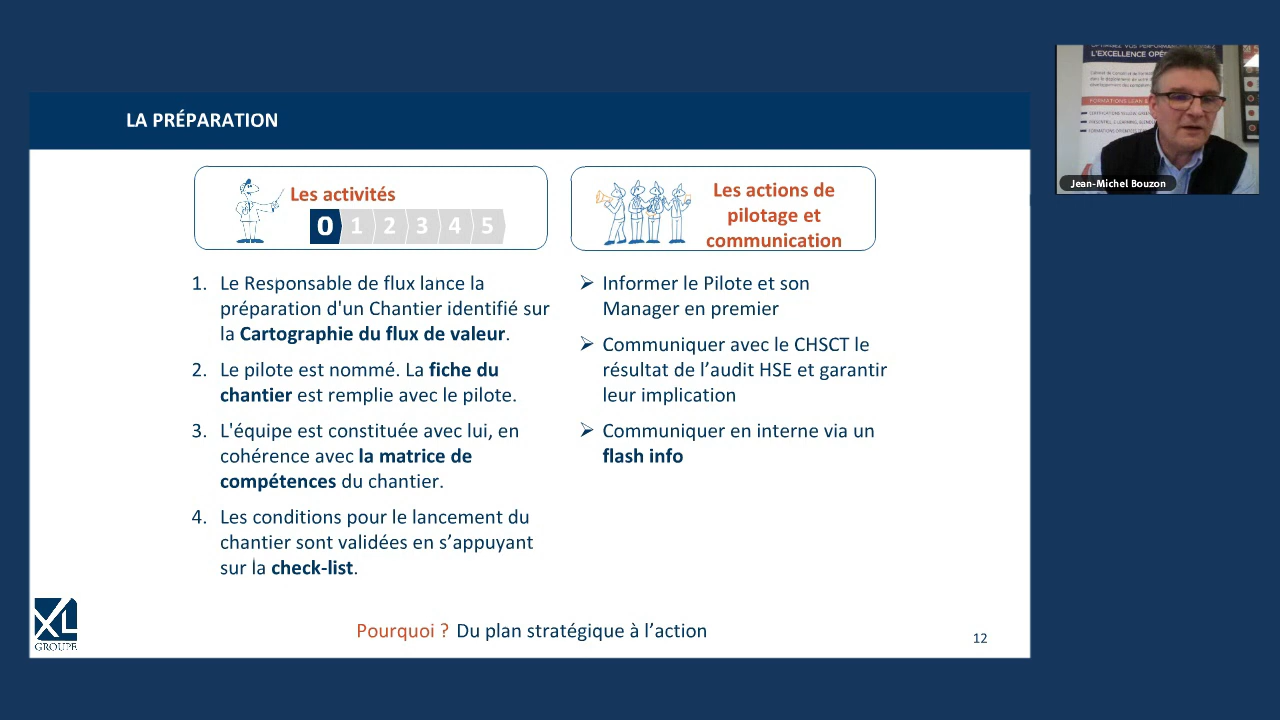 LA PRÉPARATION
Les activités
0 1 2 3 4 5
1. Le Responsable de flux lance la
préparation d'un Chantier identifié sur
la Cartographie du flux de valeur.
2. Le pilote est nommé. La fiche du
chantier est remplie avec le pilote.
3. L'équipe est constituée avec lui, en
cohérence avec la matrice de
compétences du chantier.
4. Les conditions pour le lancement du
chantier sont validées en s’appuyant
sur la check-list.
Les actions de
pilotage et
communication
➢ Informer le Pilote et son
Manager en premier
➢ Communiquer avec le CHSCT le
résultat de l’audit HSE et garantir
leur implication
➢ Communiquer en interne via un
flash info
Pourquoi ? Du plan stratégique à l’action
XL
GROUPE
12
L'EXCELLENCE
FORMATIONS LEAN
Jean-Michel Bouzon